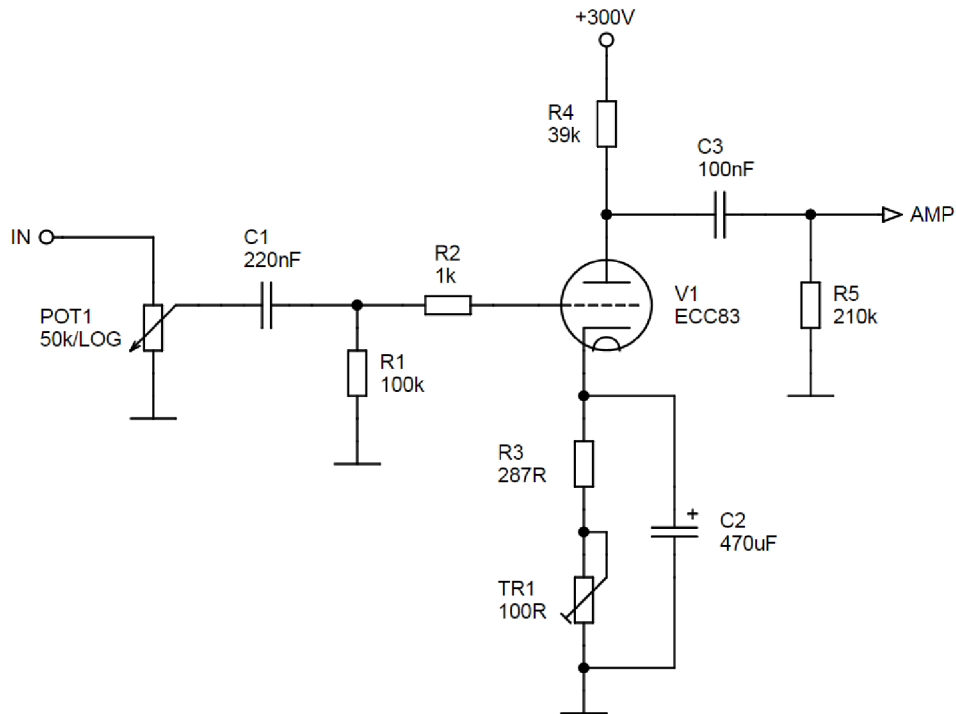 +300V
R4
39k
C3
100nF
AMP
IN
C1
220nF
R2
1k
POT1
50k/LOG
V1
ECC83
R5
210k
R1
100k
R3
287R
+
C2
470uF
TR1
100R